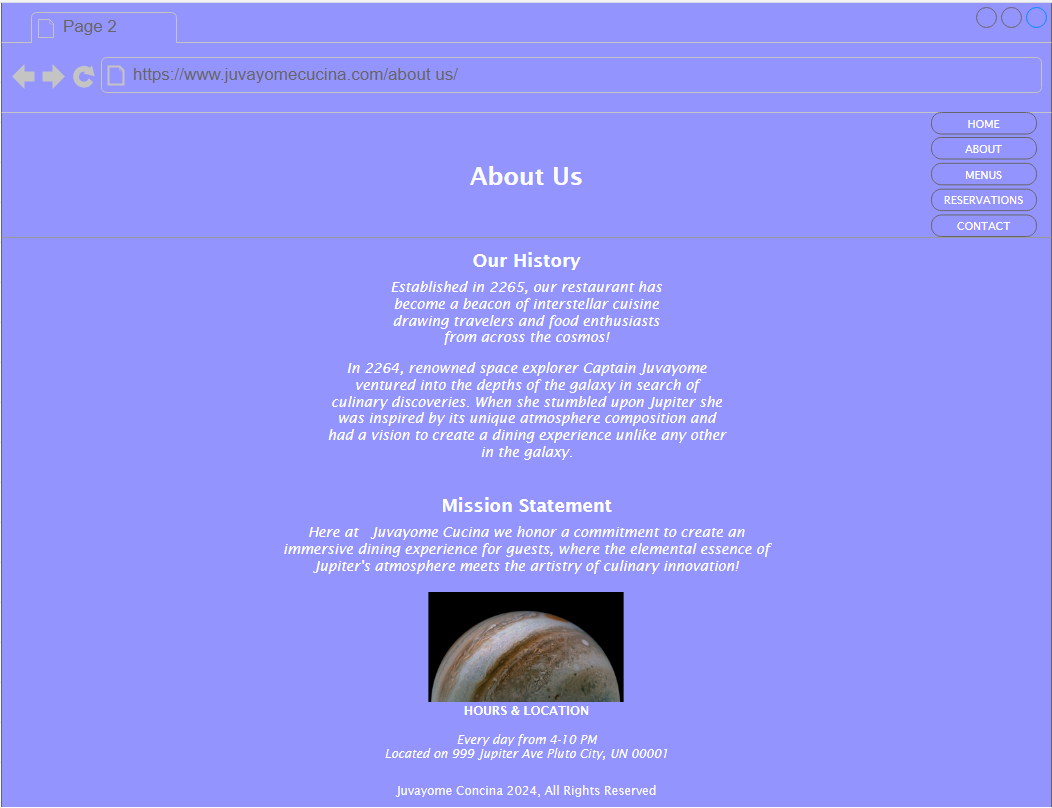 Page 2
https://www.juvayomecucina.com/about us/
HOME
ABOUT
MENUS
RESERVATIONS
CONTACT
About Us
Our History
Established in 2265, our restaurant has
become a beacon of interstellar cuisine
drawing travelers and food enthusiasts
from across the cosmos!
In 2264, renowned space explorer Captain Juvayome
ventured into the depths of the galaxy in search of
culinary discoveries. When she stumbled upon Jupiter she
was inspired by its unique atmosphere composition and
had a vision to create a dining experience unlike any other
in the galaxy.
Mission Statement
Here at   Juvayome Cucina we honor a commitment to create an
immersive dining experience for guests, where the elemental essence of
Jupiter's atmosphere meets the artistry of culinary innovation!
HOURS & LOCATION
Every day from 4-10 PM
Located on 999 Jupiter Ave Pluto City, UN 00001
Juvayome Concina 2024, All Rights Reserved